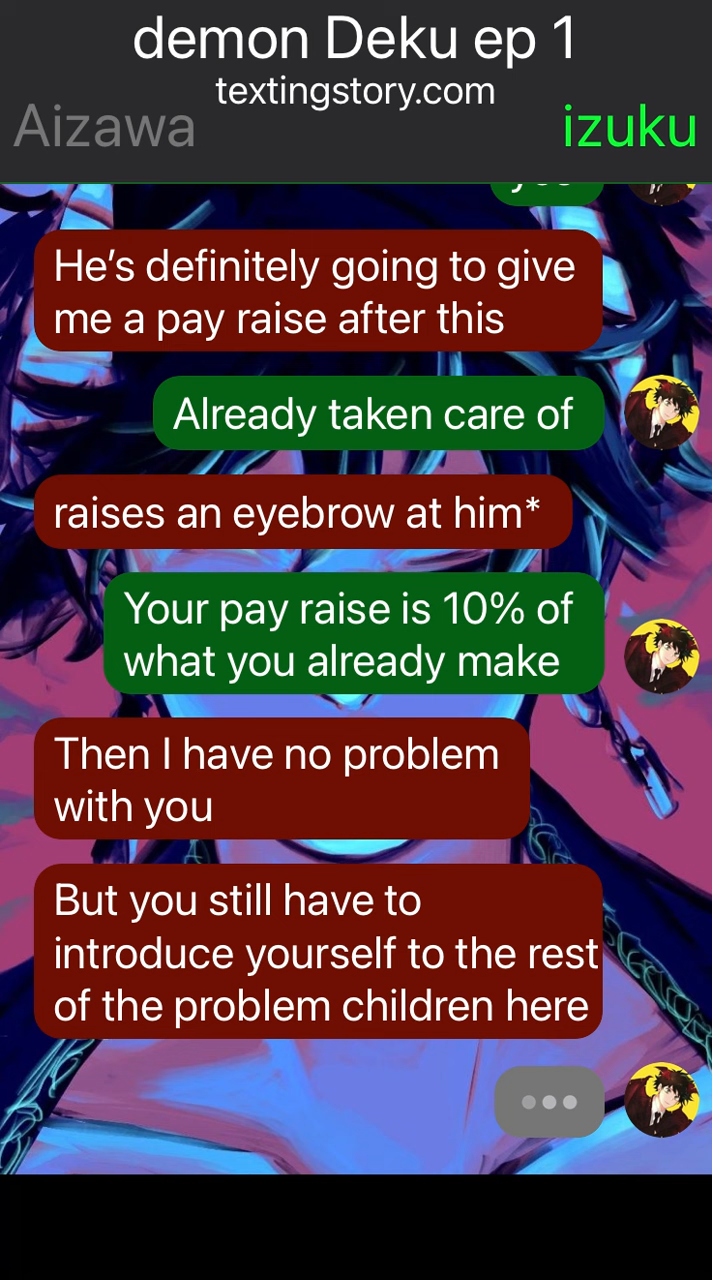 demon Deku ep 1
textingstory.com
Aizawa
izuku
He’s definitely going to give
me a pay raise after this
Already taken care of
raises an eyebrow at him*
Your pay raise is 10% of
what you already make
Then I have no problem
with you
But you still have to
introduce yourself to the rest
of the problem children here